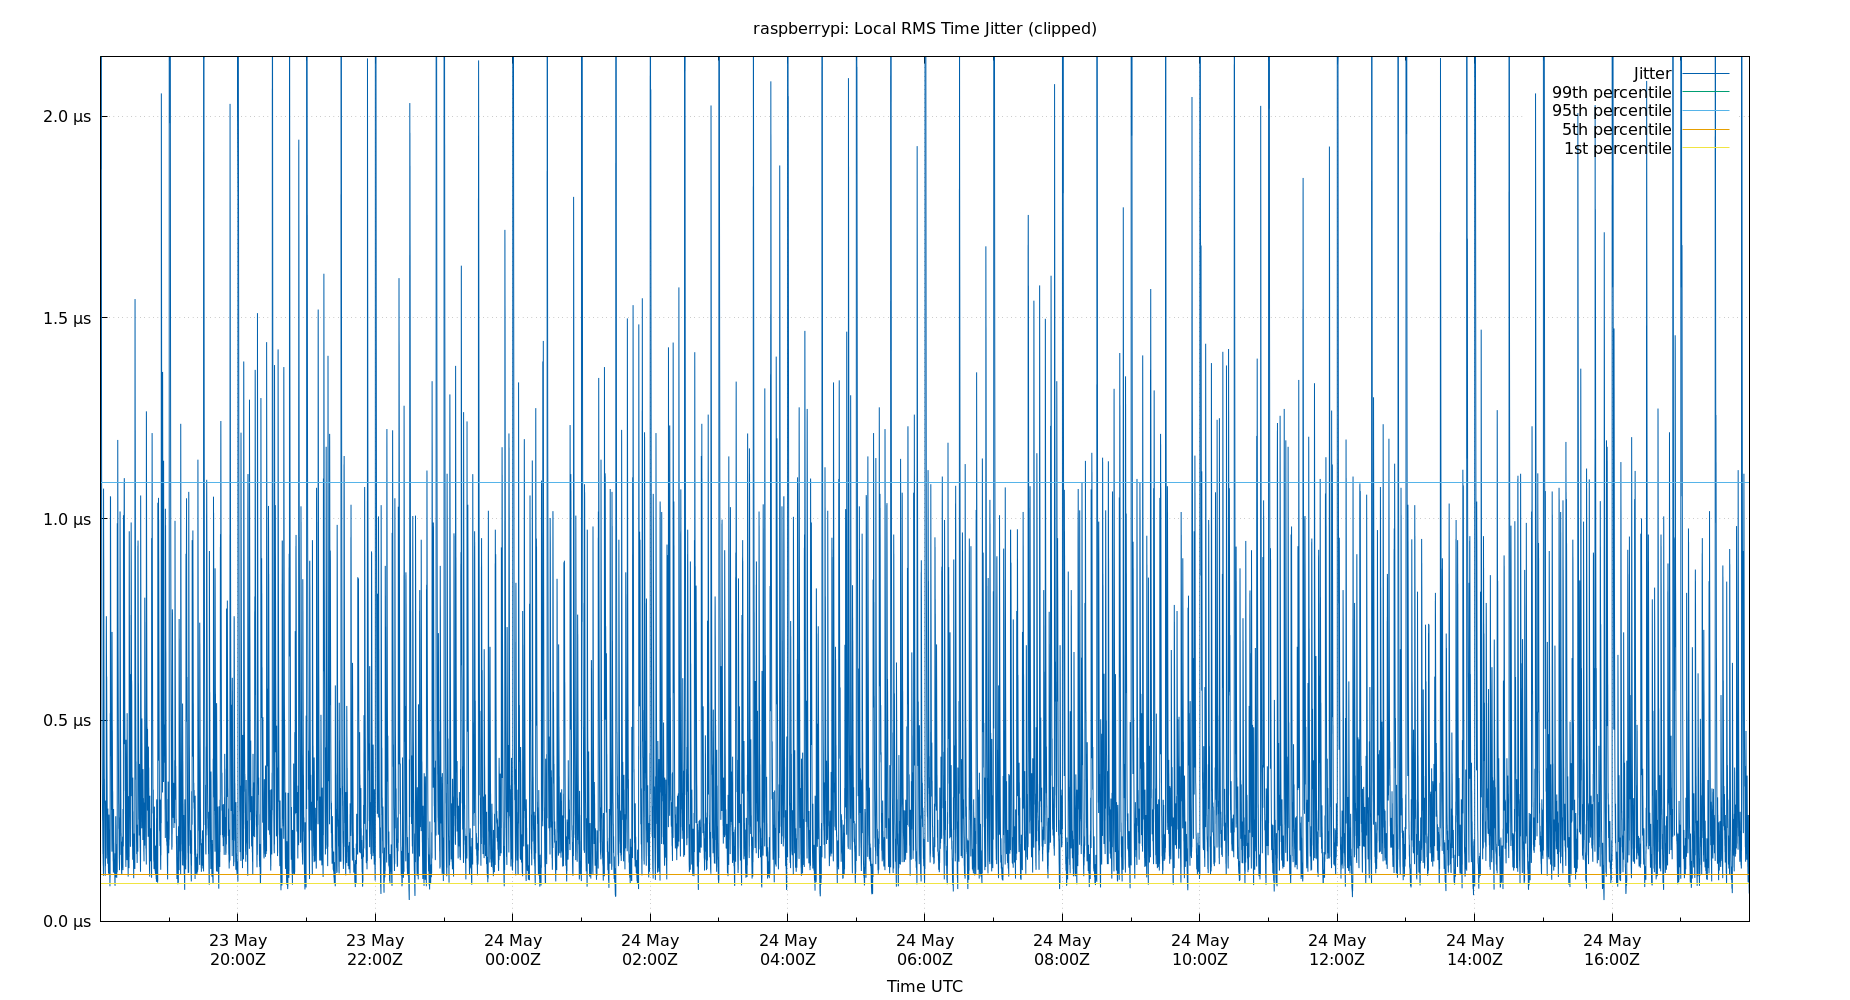 raspberrypi: Local RMS Time Jitter (clipped)
Jitter
99th percentile
95th percentile
5th percentile
1st percentile
2.0 µs
1.5 µs
1.0 µs
0.5 µs
0.0 µs
23 May 23 May 24 May 24 May 24 May 24 May 24 May 24 May 24 May 24 May 24 May
20:00Z 22:00Z 00:00Z 02:00Z 04:00Z 06:00Z 08:00Z 10:00Z 12:00Z 14:00Z 16:00Z
Time UTC